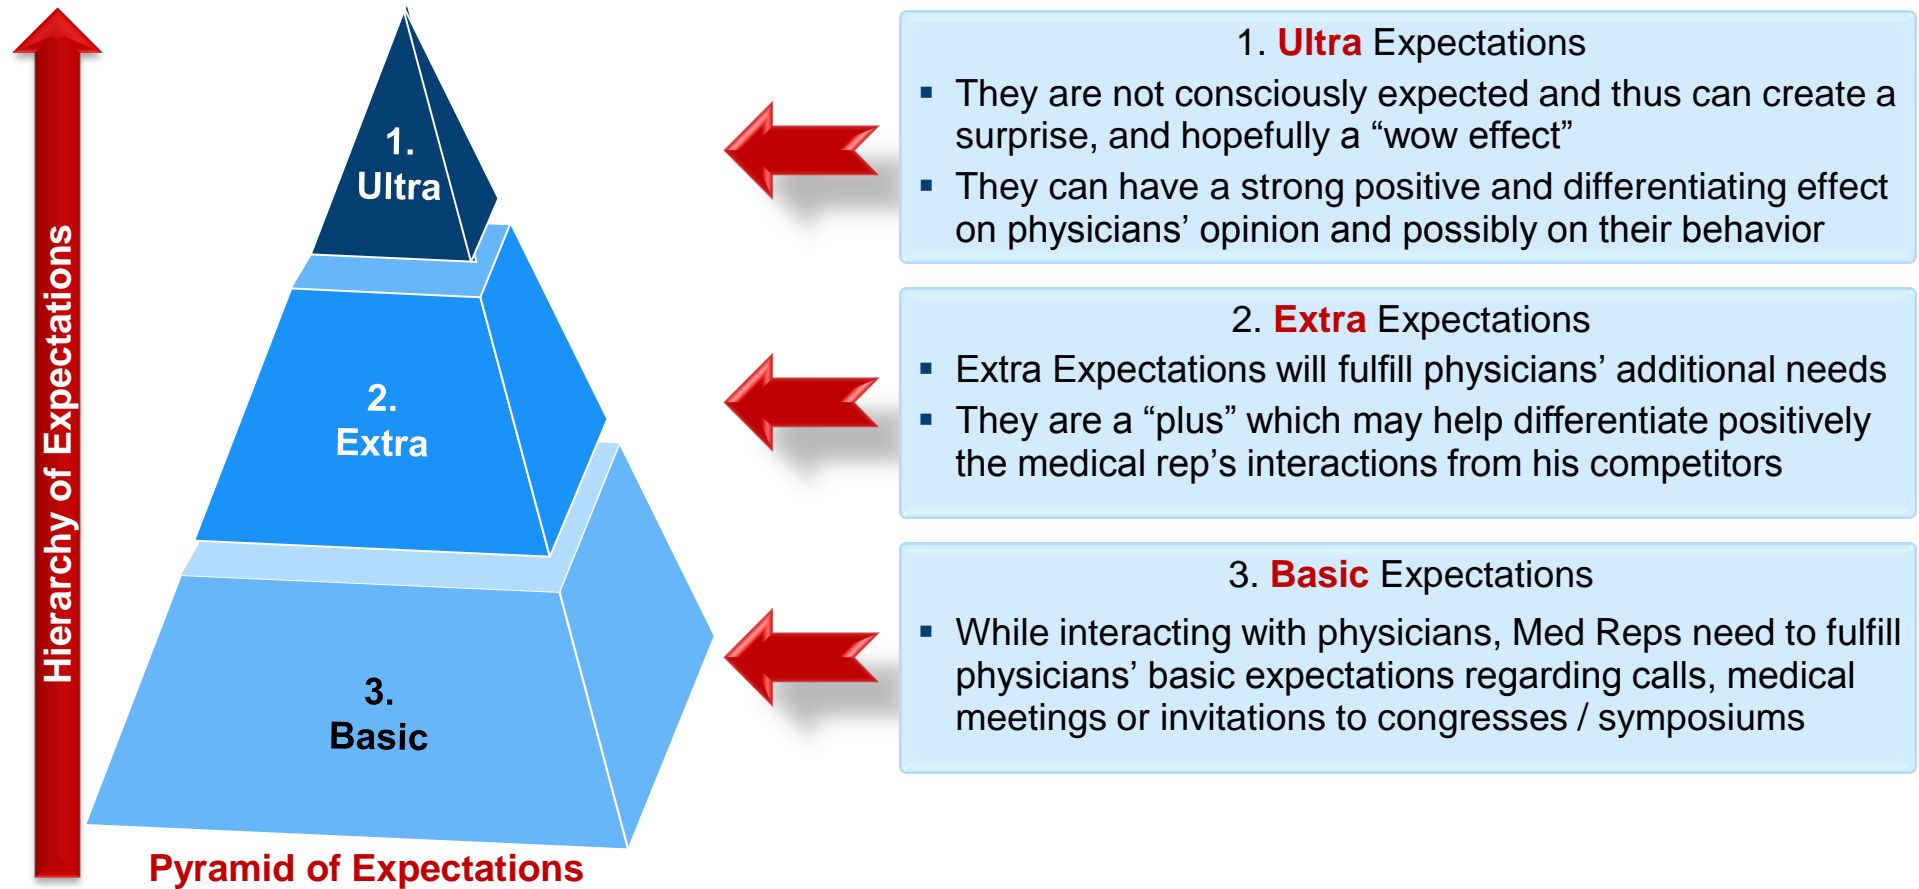 Hierarchy of Expectations
1.
Ultra
2.
Extra
3.
Basic
Pyramid of Expectations
1. Ultra Expectations
▪ They are not consciously expected and thus can create a
surprise, and hopefully a “wow effect”
▪ They can have a strong positive and differentiating effect
on physicians’ opinion and possibly on their behavior
2. Extra Expectations
▪ Extra Expectations will fulfill physicians’ additional needs
▪ They are a “plus” which may help differentiate positively
the medical rep’s interactions from his competitors
3. Basic Expectations
▪ While interacting with physicians, Med Reps need to fulfill
physicians’ basic expectations regarding calls, medical
meetings or invitations to congresses / symposiums